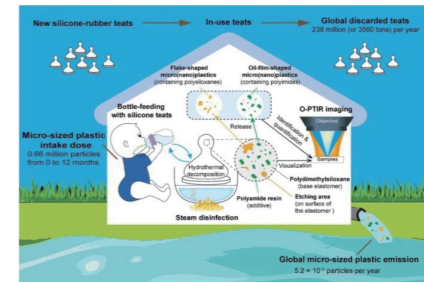 New silicone-rubber teats
In-use teats
Global discarded teats
238 million (or 3560 tons) per year
Flake-shaped
micro(nano)plastics
(containing polysiloxanes)
Oil-film-shaped
micro(nano)plastics
(containing polyimides)
Bottle-feeding
with silicone teats
O-PTIR imaging
Objective
Samples
Release
Identification &
quantification
Visualization
Micro-sized plastic
intake dose
0.66 million particles
from 0 to 12 months
Hydrothermal
decomposition
Polydimethylsiloxane
(base elastomer)
Polyamide resin
(additive)
Etching area
(on surface of
the elastomer )
Steam disinfection
Global micro-sized plastic emission
5.2 × particles per year